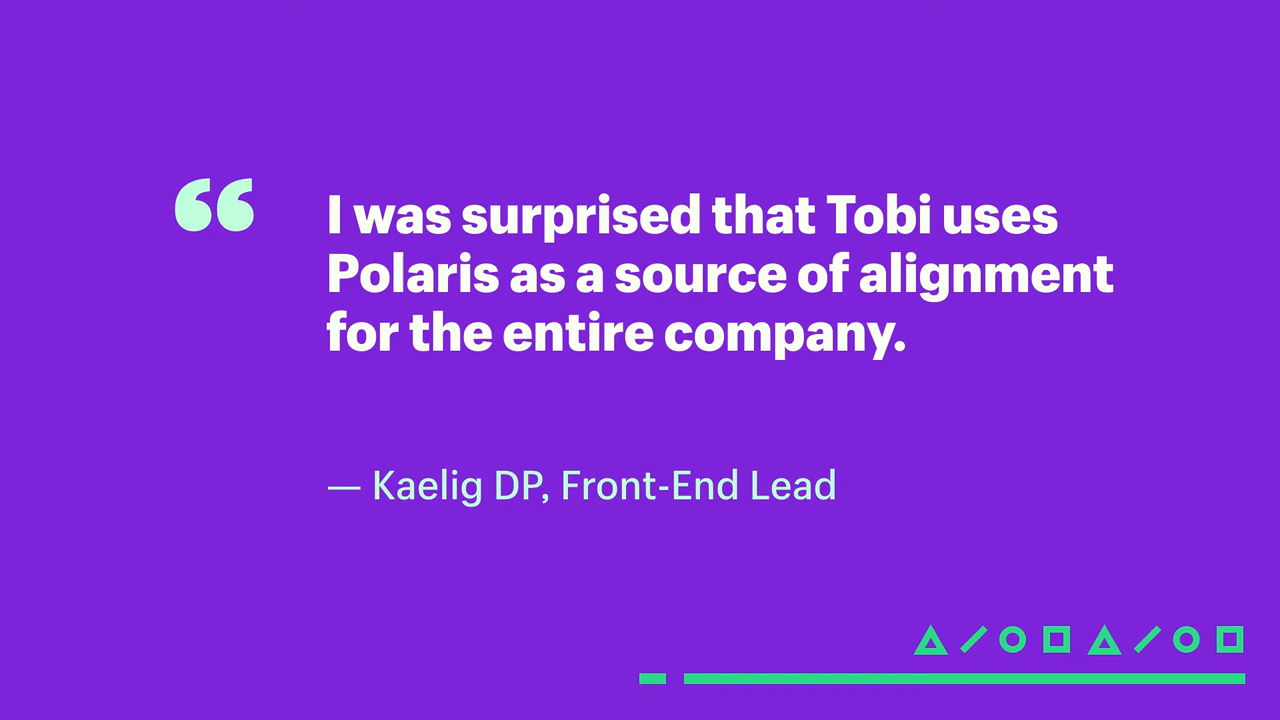 “
I was surprised that Tobi uses
Polaris as a source of alignment
for the entire company.
— Kaelig DP, Front-End Lead